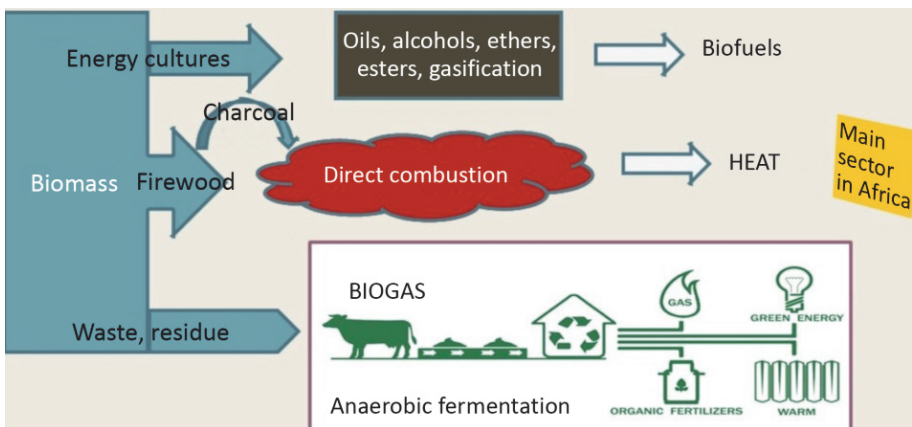 Energy cultures
Oils, alcohols, ethers,
esters, gasification
Biofuels
Charcoal
Biomass
Firewood
Direct combustion
HEAT
Main
sector
in Africa
Waste, residue
BIOGAS
GAS
GREEN ENERGY
Anaerobic fermentation
ORGANIC FERTILIZERS
WARM